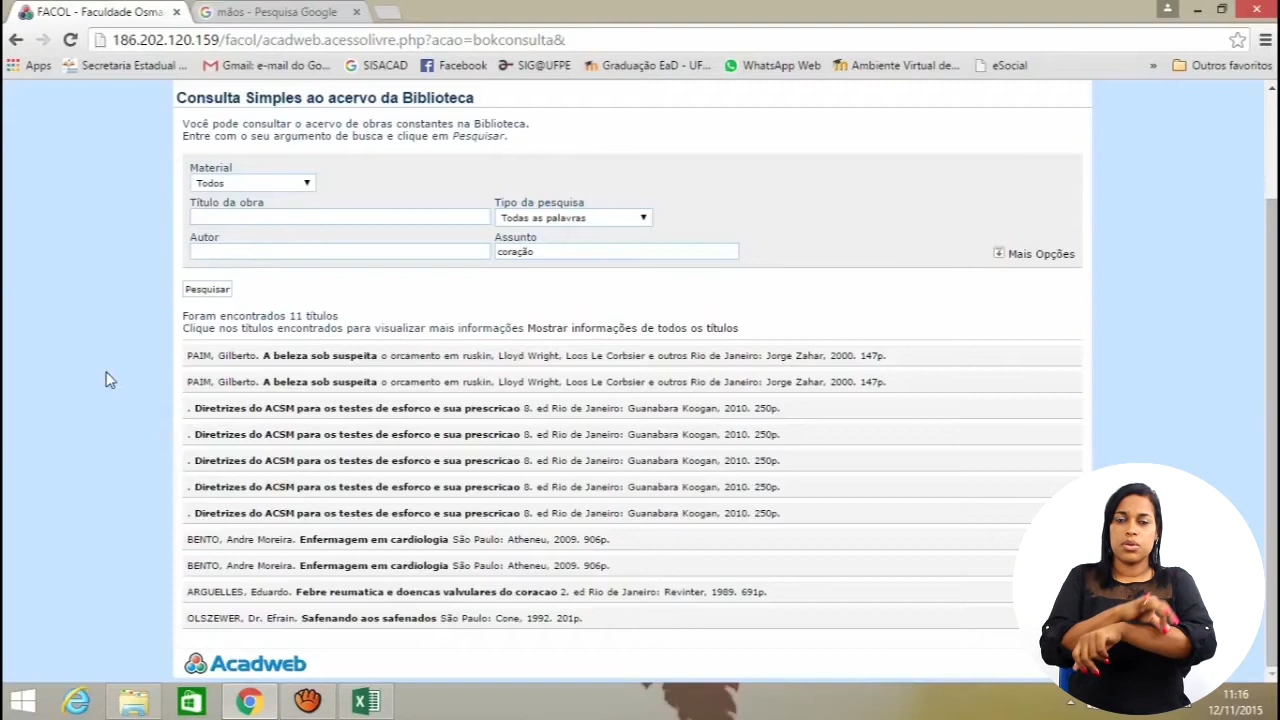 FACOL - Faculdade Osma
mãos - Pesquisa Google
186.202.120.159/facol/acadweb.acessolivre.php?acao=bokconsulta&
Apps Secretaria Estadual ... Gmail: e-mail do Go... SISACAD Facebook SIG@UFPE Graduação EaD - UF... WhatsApp Web Ambiente Virtual de... eSocial » Outros favoritos
Consulta Simples ao acervo da Biblioteca
Você pode consultar o acervo de obras constantes na Biblioteca.
Entre com o seu argumento de busca e clique em Pesquisar.
Material
Todos
Título da obra Tipo da pesquisa
Todas as palavras
Autor Assunto
coração
Mais Opções
Pesquisar
Foram encontrados 11 títulos
Clique nos títulos encontrados para visualizar mais informações Mostrar informações de todos os títulos
PAIM, Gilberto. A beleza sob suspeita o orcamento em ruskin, Lloyd Wright, Loos Le Corbsier e outros Rio de Janeiro: Jorge Zahar, 2000. 147p.
PAIM, Gilberto. A beleza sob suspeita o orcamento em ruskin, Lloyd Wright, Loos Le Corbsier e outros Rio de Janeiro: Jorge Zahar, 2000. 147p.
. Diretrizes do ACSM para os testes de esforco e sua prescricao 8. ed Rio de Janeiro: Guanabara Koogan, 2010. 250p.
. Diretrizes do ACSM para os testes de esforco e sua prescricao 8. ed Rio de Janeiro: Guanabara Koogan, 2010. 250p.
. Diretrizes do ACSM para os testes de esforco e sua prescricao 8. ed Rio de Janeiro: Guanabara Koogan, 2010. 250p.
. Diretrizes do ACSM para os testes de esforco e sua prescricao 8. ed Rio de Janeiro: Guanabara Koogan, 2010. 250p.
. Diretrizes do ACSM para os testes de esforco e sua prescricao 8. ed Rio de Janeiro: Guanabara Koogan, 2010. 250p.
BENTO, Andre Moreira. Enfermagem em cardiologia São Paulo: Atheneu, 2009. 906p.
BENTO, Andre Moreira. Enfermagem em cardiologia São Paulo: Atheneu, 2009. 906p.
ARGUELLES, Eduardo. Febre reumatica e doencas valvulares do coracao 2. ed Rio de Janeiro: Revinter, 1989. 691p.
OLSZEWER, Dr. Efrain. Safenando aos safenados São Paulo: Cone, 1992. 201p.
Acadweb
11:16
12/11/2015